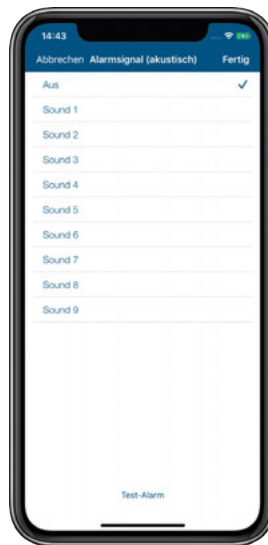 14:43
Abbrechen Alarmsignal (akustisch) Fertig
Aus
Sound 1
Sound 2
Sound 3
Sound 4
Sound 5
Sound 6
Sound 7
Sound 8
Sound 9
Test-Alarm